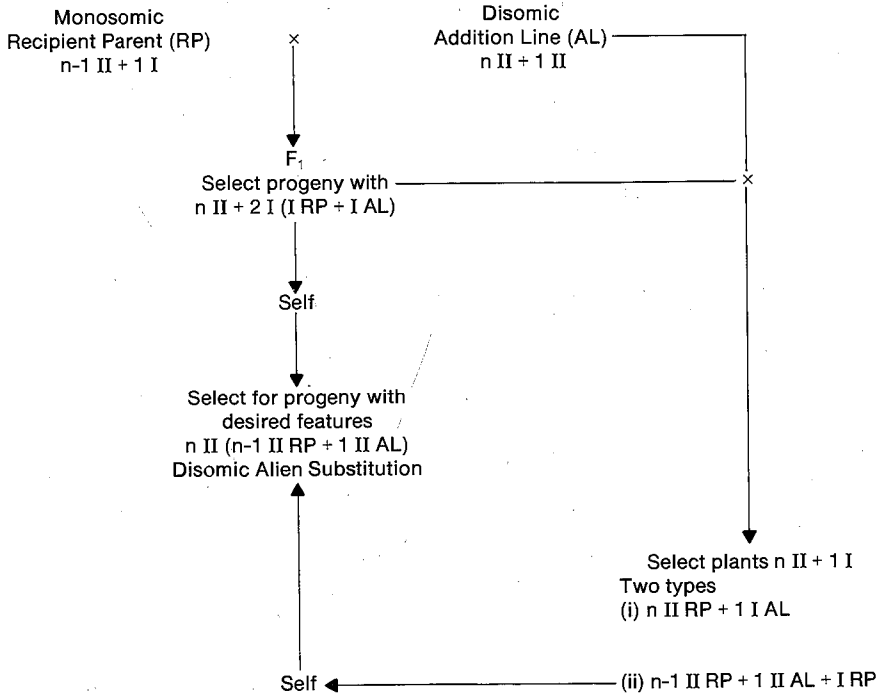 Monosomic
Recipient Parent (RP)
n-1 II + 1 I
×
Disomic
Addition Line (AL)
n II + 1 II
F₁
Select progeny with
n II + 2 I (I RP + I AL)
×
Self
Select for progeny with
desired features
n II (n-1 II RP + 1 II AL)
Disomic Alien Substitution
Select plants n II + 1 I
Two types
(i) n II RP + 1 I AL
(ii) n-1 II RP + 1 II AL + I RP
Self